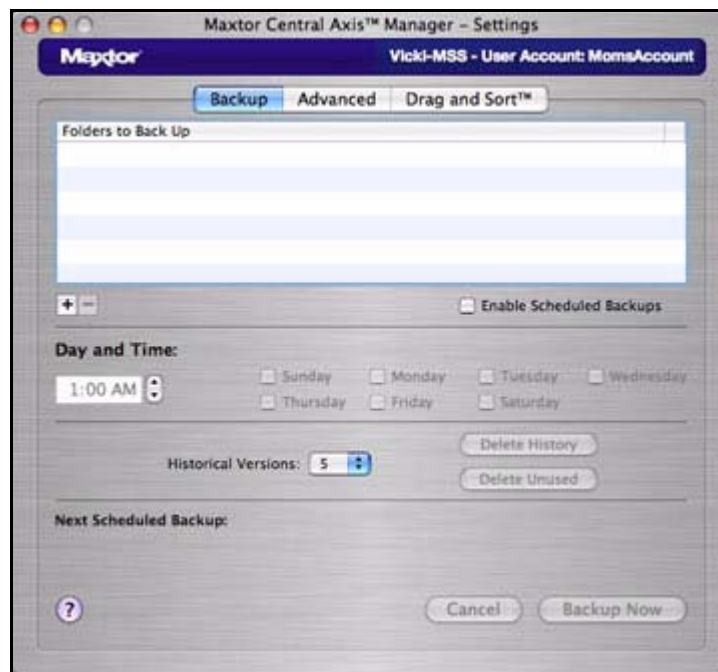 Maxtor Central Axis™ Manager – Settings
Maxtor Vicki-MSS - User Account: MomsAccount
Backup Advanced Drag and Sort™
Folders to Back Up
+ −
Enable Scheduled Backups
Day and Time:
1:00 AM
Sunday Monday Tuesday Wednesday
Thursday Friday Saturday
Historical Versions: 5
Delete History
Delete Unused
Next Scheduled Backup:
? Cancel Backup Now